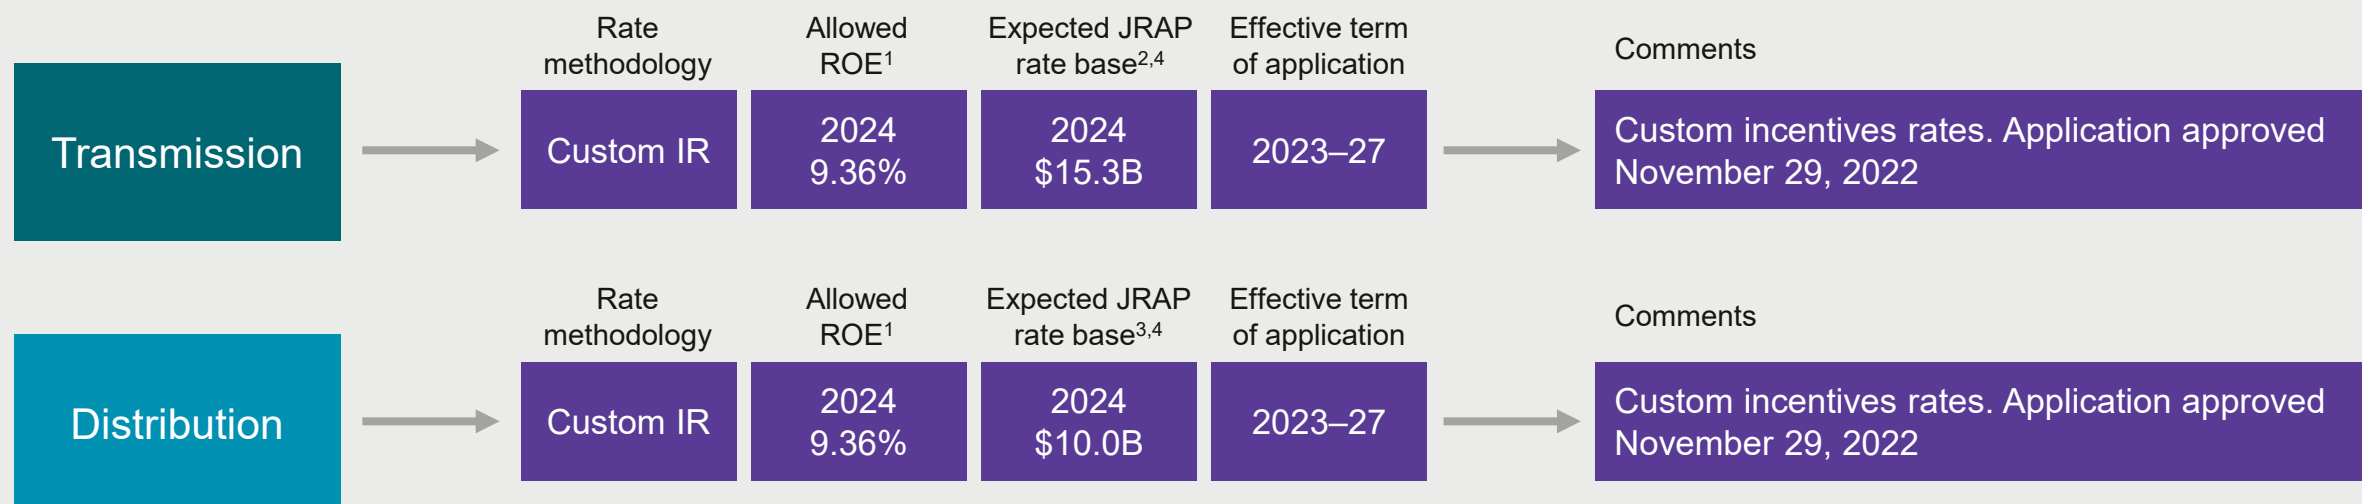 Rate
methodology
Allowed
ROE1
Expected JRAP
rate base2,4
Effective term
of application
Comments
Transmission
Custom IR
2024
9.36%
2024
$15.3B
2023–27
Custom incentives rates. Application approved
November 29, 2022
Rate
methodology
Allowed
ROE1
Expected JRAP
rate base3,4
Effective term
of application
Comments
Distribution
Custom IR
2024
9.36%
2024
$10.0B
2023–27
Custom incentives rates. Application approved
November 29, 2022